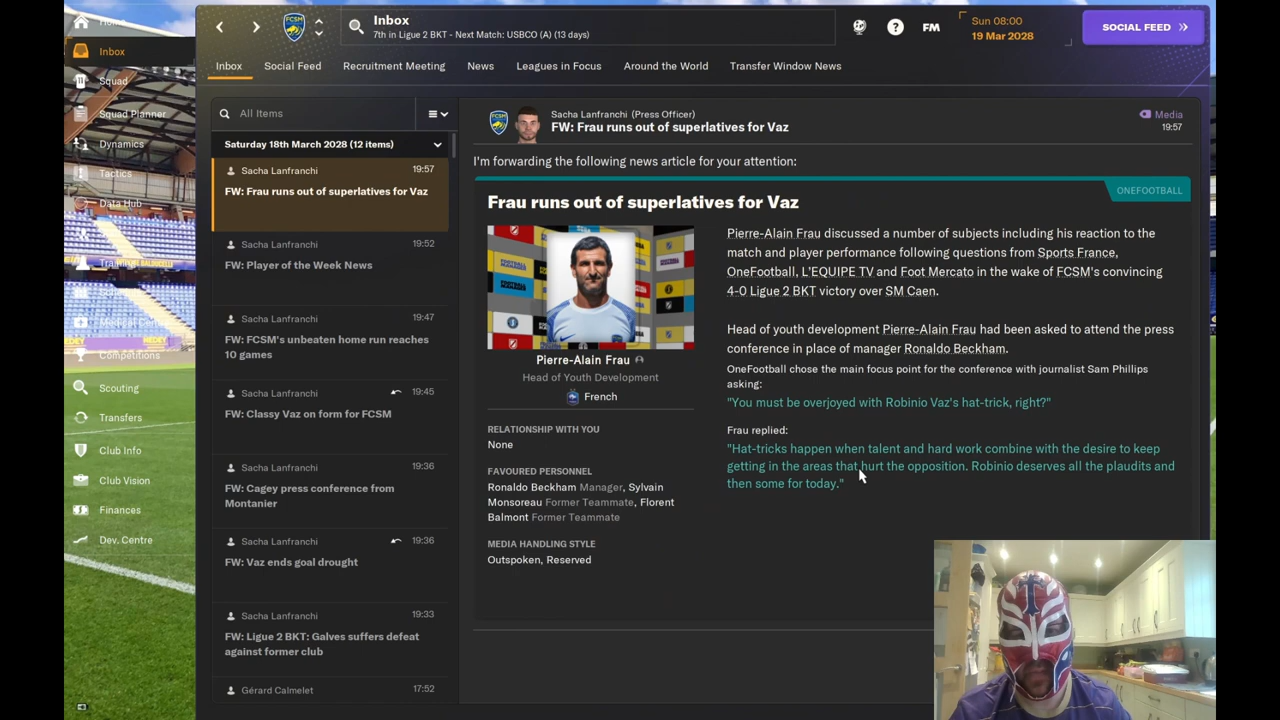 Home
Inbox
7th in Ligue 2 BKT - Next Match: USBCO (A) (13 days)
FM
Sun 08:00
19 Mar 2028
SOCIAL FEED
Inbox
Inbox
Social Feed
Recruitment Meeting
News
Leagues in Focus
Around the World
Transfer Window News
Squad
Squad Planner
Dynamics
Tactics
Data Hub
Competitions
Scouting
Transfers
Club Info
Club Vision
Finances
Dev. Centre
All Items
Saturday 18th March 2028 (12 items)
Sacha Lanfranchi
19:57
FW: Frau runs out of superlatives for Vaz
Sacha Lanfranchi
19:52
FW: Player of the Week News
Sacha Lanfranchi
19:47
FW: FCSM's unbeaten home run reaches
10 games
Sacha Lanfranchi
19:45
FW: Classy Vaz on form for FCSM
Sacha Lanfranchi
19:36
FW: Cagey press conference from
Montanier
Sacha Lanfranchi
19:36
FW: Vaz ends goal drought
Sacha Lanfranchi
19:33
FW: Ligue 2 BKT: Galves suffers defeat
against former club
Gérard Calmelet
17:52
Sacha Lanfranchi (Press Officer)
FW: Frau runs out of superlatives for Vaz
Media
19:57
I'm forwarding the following news article for your attention:
ONEFOOTBALL
Frau runs out of superlatives for Vaz
Pierre-Alain Frau
Head of Youth Development
French
RELATIONSHIP WITH YOU
None
FAVOURED PERSONNEL
Ronaldo Beckham Manager, Sylvain
Monsoreau Former Teammate, Florent
Balmont Former Teammate
MEDIA HANDLING STYLE
Outspoken, Reserved
Pierre-Alain Frau discussed a number of subjects including his reaction to the
match and player performance following questions from Sports France,
OneFootball, L'EQUIPE TV and Foot Mercato in the wake of FCSM's convincing
4-0 Ligue 2 BKT victory over SM Caen.
Head of youth development Pierre-Alain Frau had been asked to attend the press
conference in place of manager Ronaldo Beckham.
OneFootball chose the main focus point for the conference with journalist Sam Phillips
asking:
"You must be overjoyed with Robinio Vaz's hat-trick, right?"
Frau replied:
"Hat-tricks happen when talent and hard work combine with the desire to keep
getting in the areas that hurt the opposition. Robinio deserves all the plaudits and
then some for today."